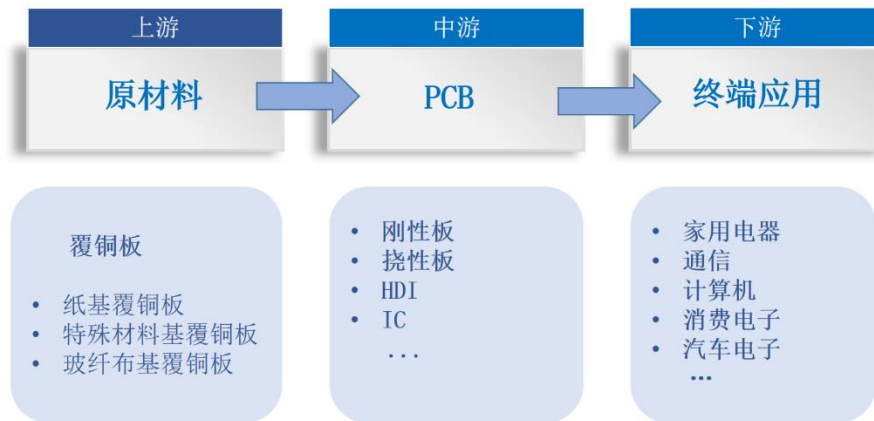 上游
原材料
覆铜板
• 纸基覆铜板
• 特殊材料基覆铜板
• 玻纤布基覆铜板
中游
PCB
• 刚性板
• 挠性板
• HDI
• IC
...
下游
终端应用
• 家用电器
• 通信
• 计算机
• 消费电子
• 汽车电子
...